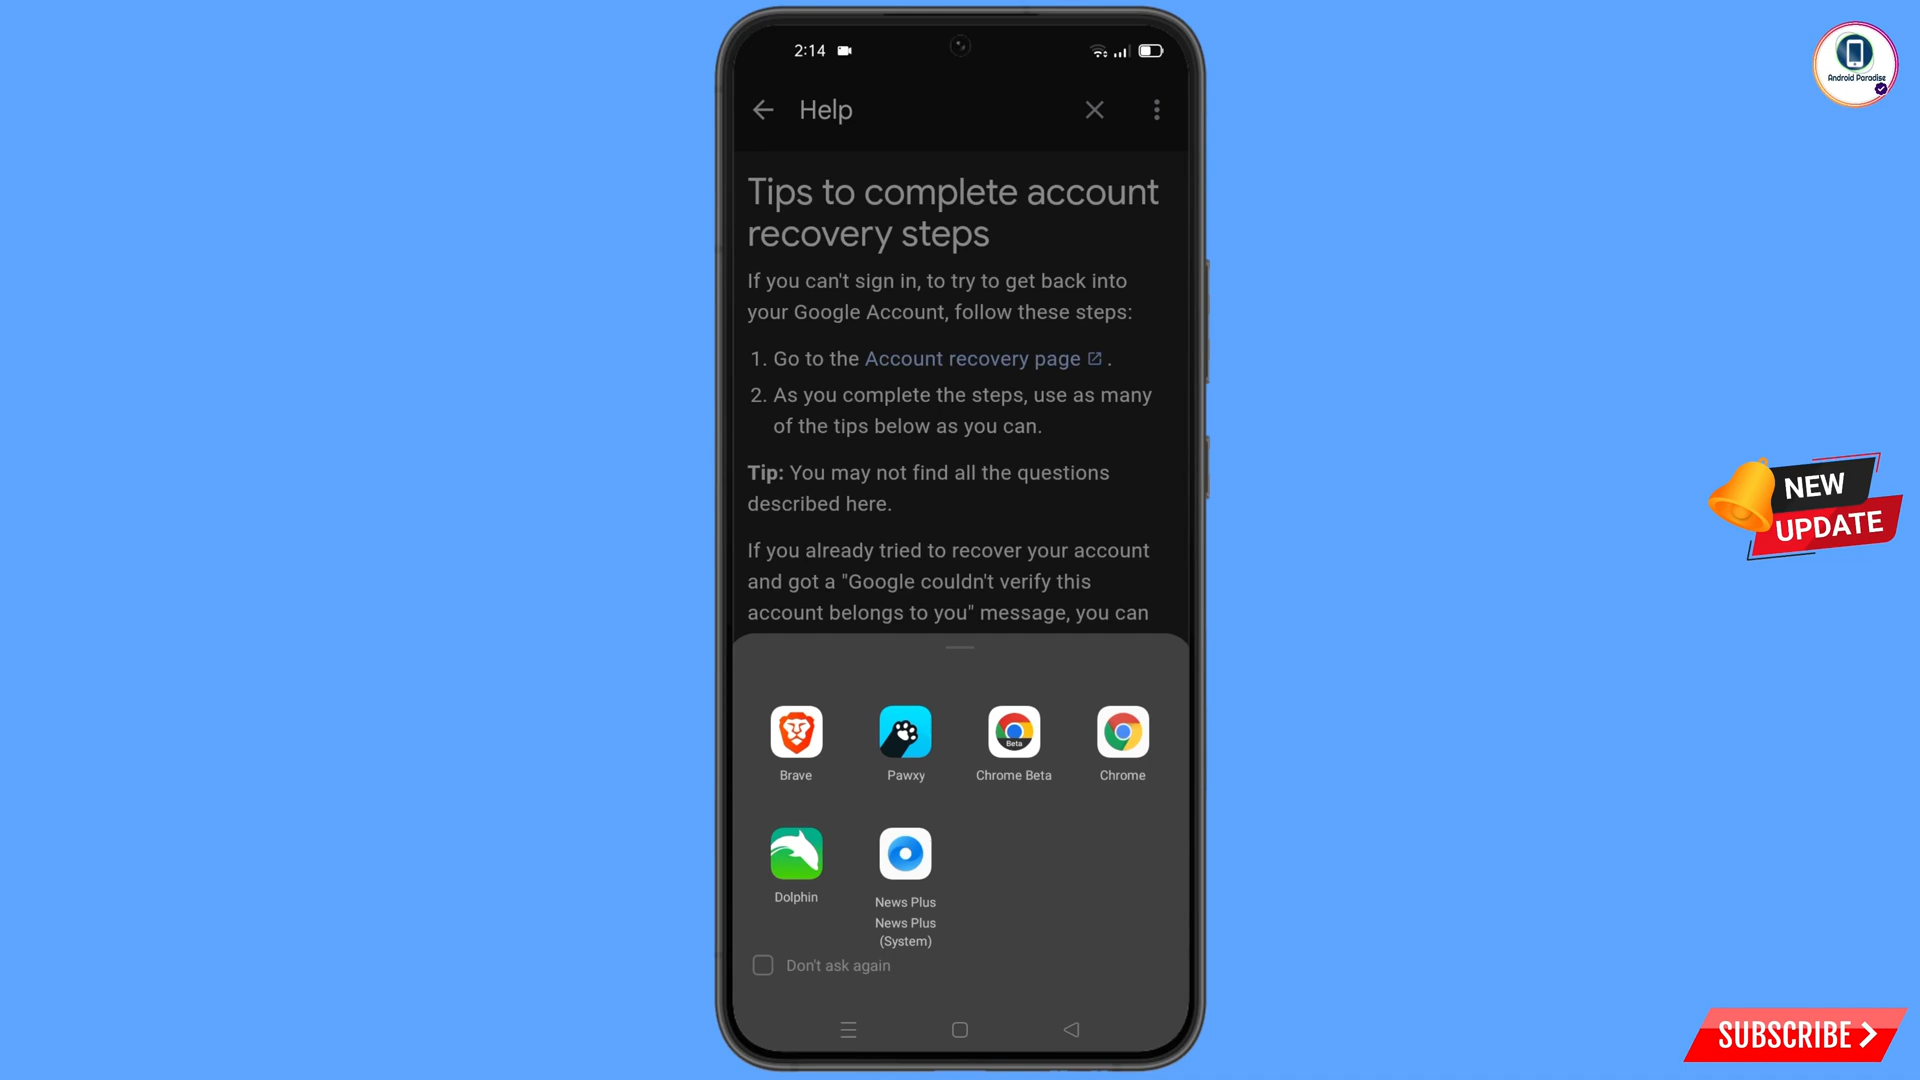 2:14
Android Paradise
Help
Tips to complete account
recovery steps
If you can't sign in, to try to get back into
your Google Account, follow these steps:
1. Go to the Account recovery page .
2. As you complete the steps, use as many
of the tips below as you can.
Tip: You may not find all the questions
described here.
If you already tried to recover your account
and got a "Google couldn't verify this
account belongs to you" message, you can
NEW
UPDATE
Beta
Brave
Pawxy
Chrome Beta
Chrome
Dolphin
News Plus
News Plus
(System)
Don't ask again
SUBSCRIBE